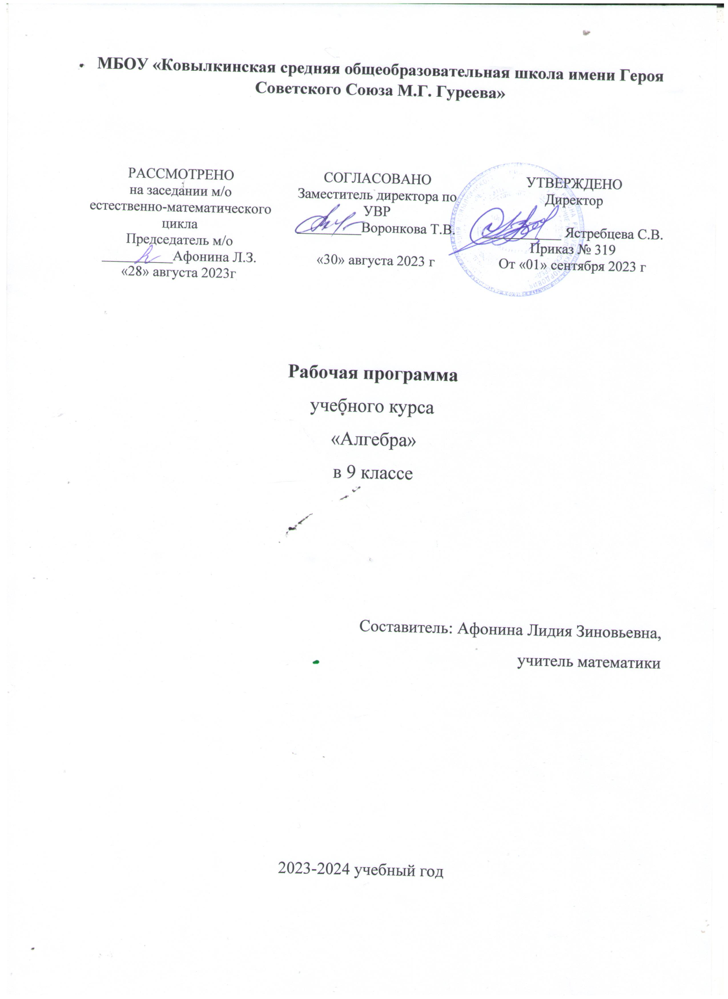 МБОУ «Ковылкинская средняя общеобразовательная школа имени Героя
Советского Союза М.Г. Гуреева»
РАССМОТРЕНО
на заседании м/о
естественно-математического
цикла
Председатель м/о
__________Афонина Л.З.
«28» августа 2023г
СОГЛАСОВАНО
Заместитель директора по
УВР
_________Воронкова Т.В.
«30» августа 2023 г
УТВЕРЖДЕНО
Директор
___________ Ястребцева С.В.
Приказ № 319
От «01» сентября 2023 г
Рабочая программа
учебного курса
«Алгебра»
в 9 классе
Составитель: Афонина Лидия Зиновьевна,
учитель математики
2023-2024 учебный год